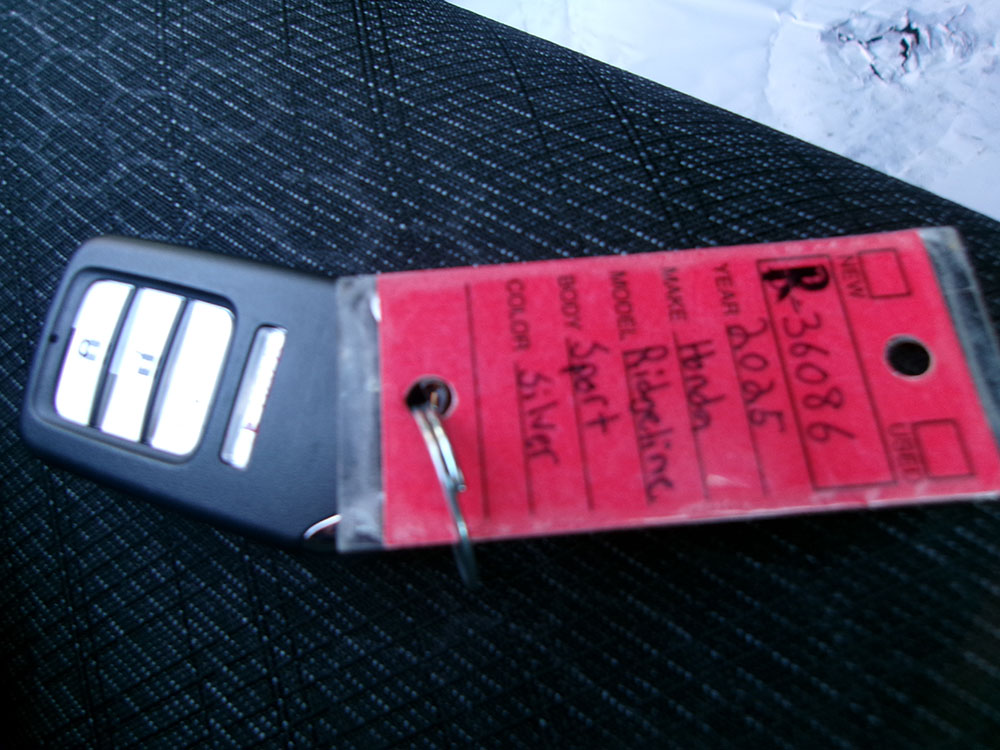 NEW
USED
R-36086
YEAR 2025
MAKE Honda
MODEL Ridgeline
BODY Sport
COLOR Silver